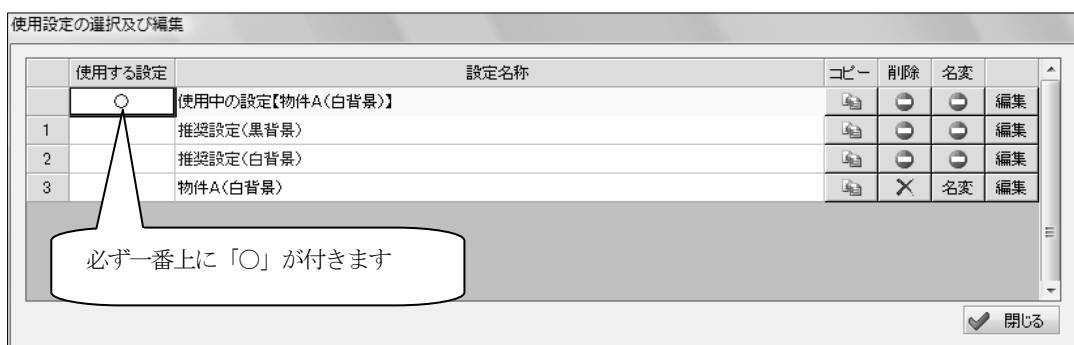 使用設定の選択及び編集
使用する設定 設定名称 コピー 削除 名変
○ 使用中の設定【物件A(白背景)】 編集
1 推奨設定(黒背景) 編集
2 推奨設定(白背景) 編集
3 物件A(白背景) 名変 編集
必ず一番上に「○」が付きます
閉じる